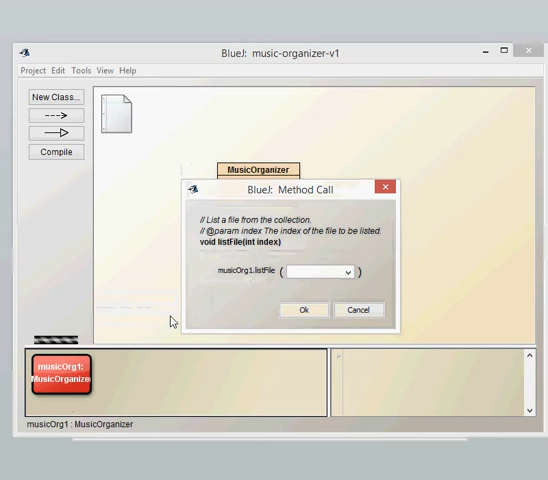 BlueJ: music-organizer-v1
Project Edit Tools View Help
New Class...
Compile
MusicOrganizer
BlueJ: Method Call
// List a file from the collection.
// @param index The index of the file to be listed.
void listFile(int index)
musicOrg1.listFile ( )
Ok Cancel
musicOrg1:
MusicOrganizer
musicOrg1 : MusicOrganizer